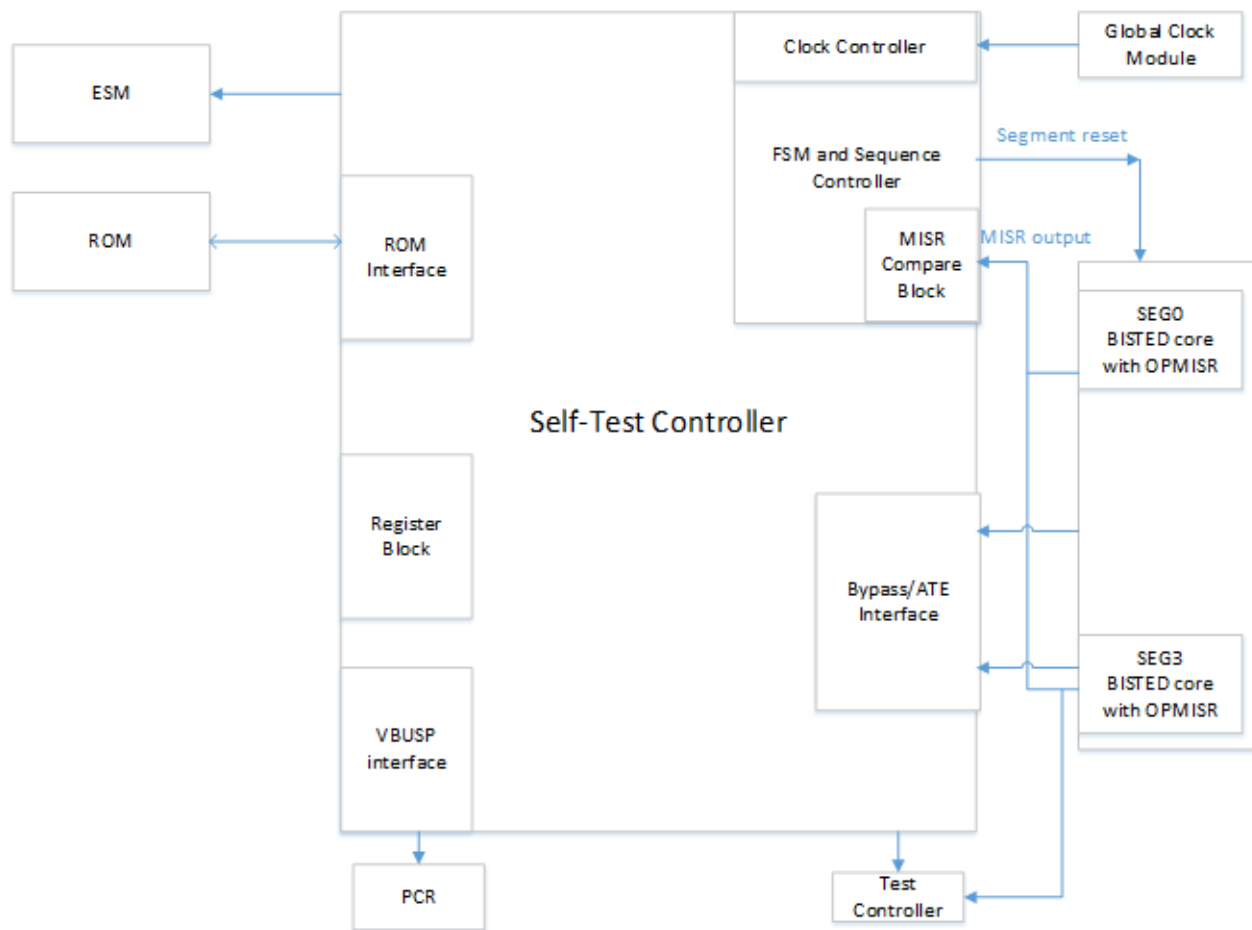 Clock Controller
Global Clock
Module
ESM
Segment reset
FSM and Sequence
Controller
ROM
ROM
Interface
MISR output
MISR
Compare
Block
SEG0
BISTED core
with OPMISR
Self-Test Controller
Register
Block
Bypass/ATE
Interface
SEG3
BISTED core
with OPMISR
VBUSP
interface
PCR
Test
Controller